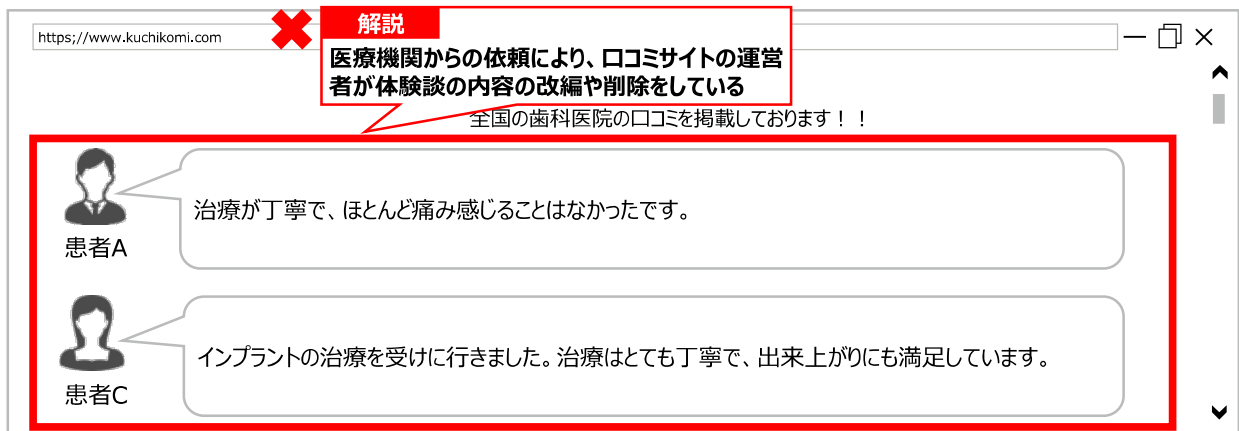 https;//www.kuchikomi.com
解説
医療機関からの依頼により、口コミサイトの運営
者が体験談の内容の改編や削除をしている
全国の歯科医院の口コミを掲載しております！！
治療が丁寧で、ほとんど痛み感じることはなかったです。
患者A
インプラントの治療を受けに行きました。治療はとても丁寧で、出来上がりにも満足しています。
患者C